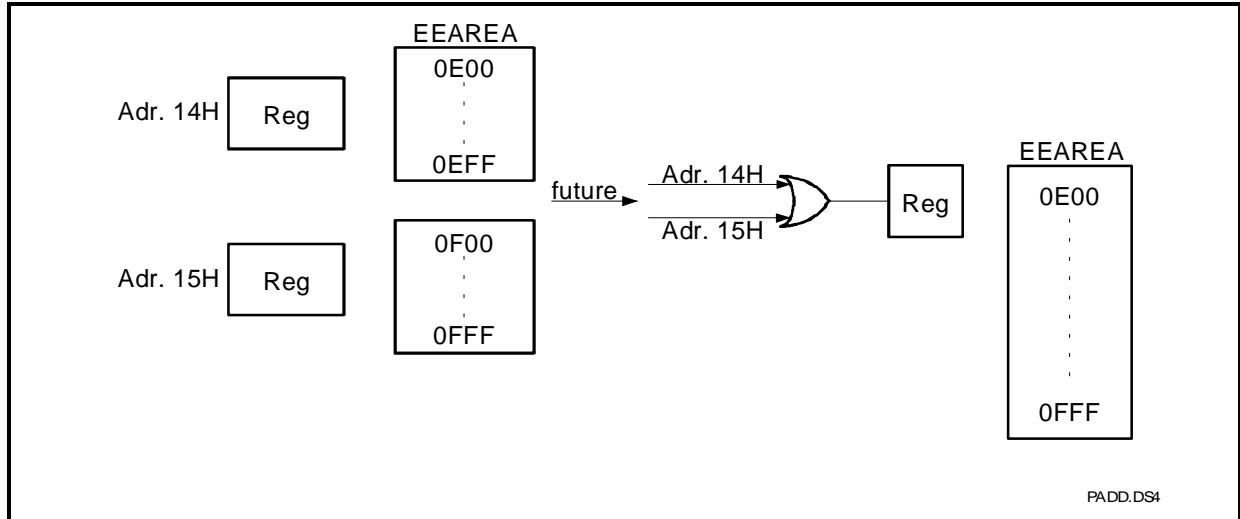 EEAREA
0E00
Adr. 14H
Reg
0EFF
0F00
Adr. 15H
Reg
0FFF
future
Adr. 14H
Adr. 15H
Reg
EEAREA
0E00
0FFF
PADD.DS4